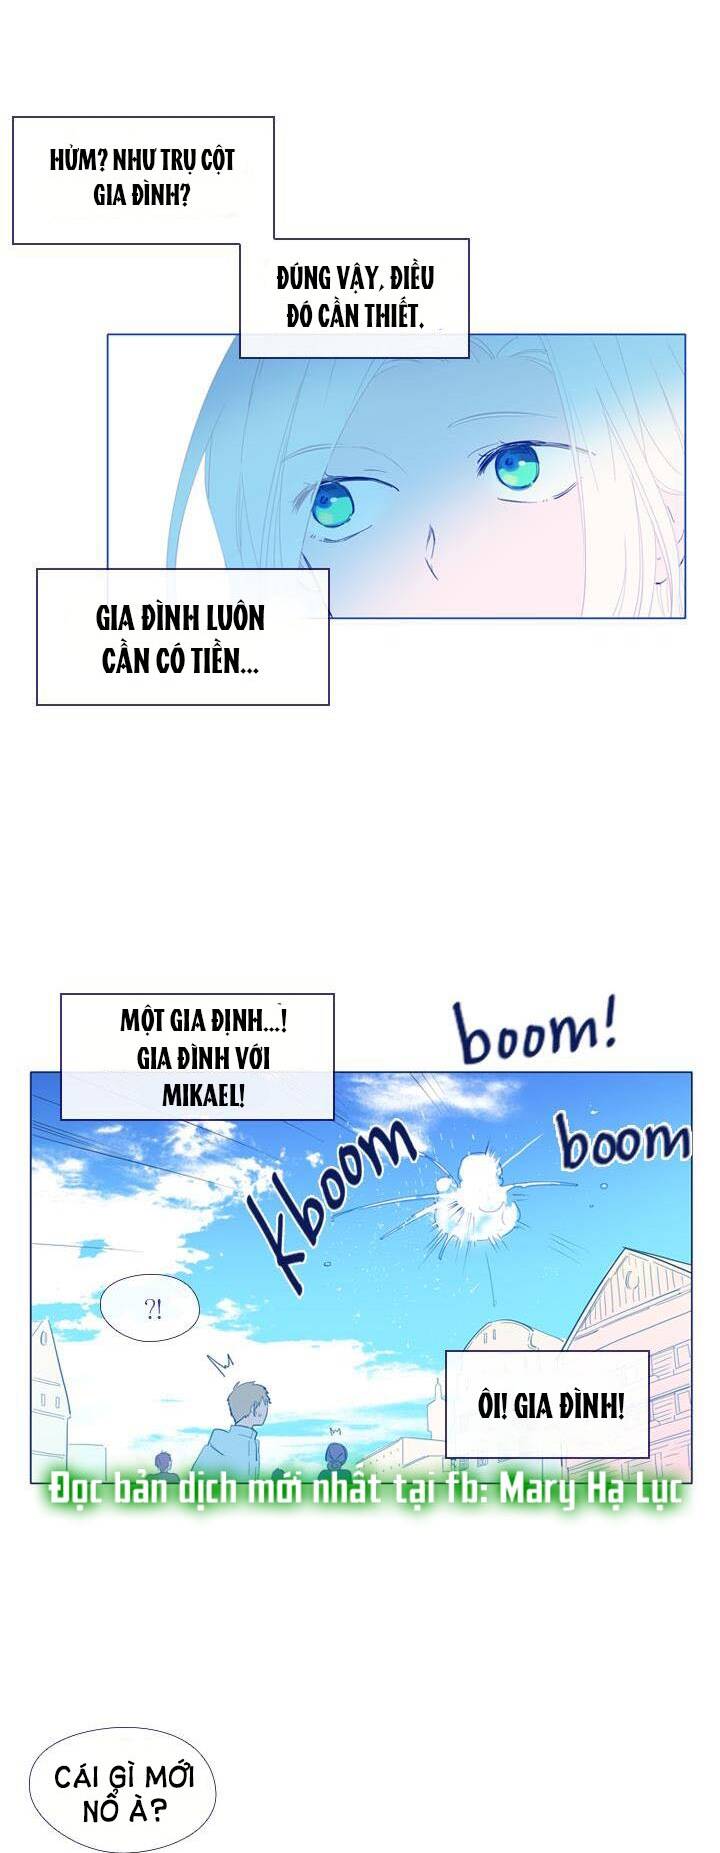 HỬM? NHƯ TRỤ CỘT
GIA ĐÌNH?
ĐÚNG VẬY, ĐIỀU
ĐÓ CẦN THIẾT.
GIA ĐÌNH LUÔN
CẦN CÓ TIỀN...
MỘT GIA ĐỊNH...!
GIA ĐÌNH VỚI
MIKAEL!
boom!
boom
kboom
?!
ÔI! GIA ĐÌNH!
Đọc bản dịch mới nhất tại fb: Mary Hạ Lục
CÁI GÌ MỚI
NỔ À?